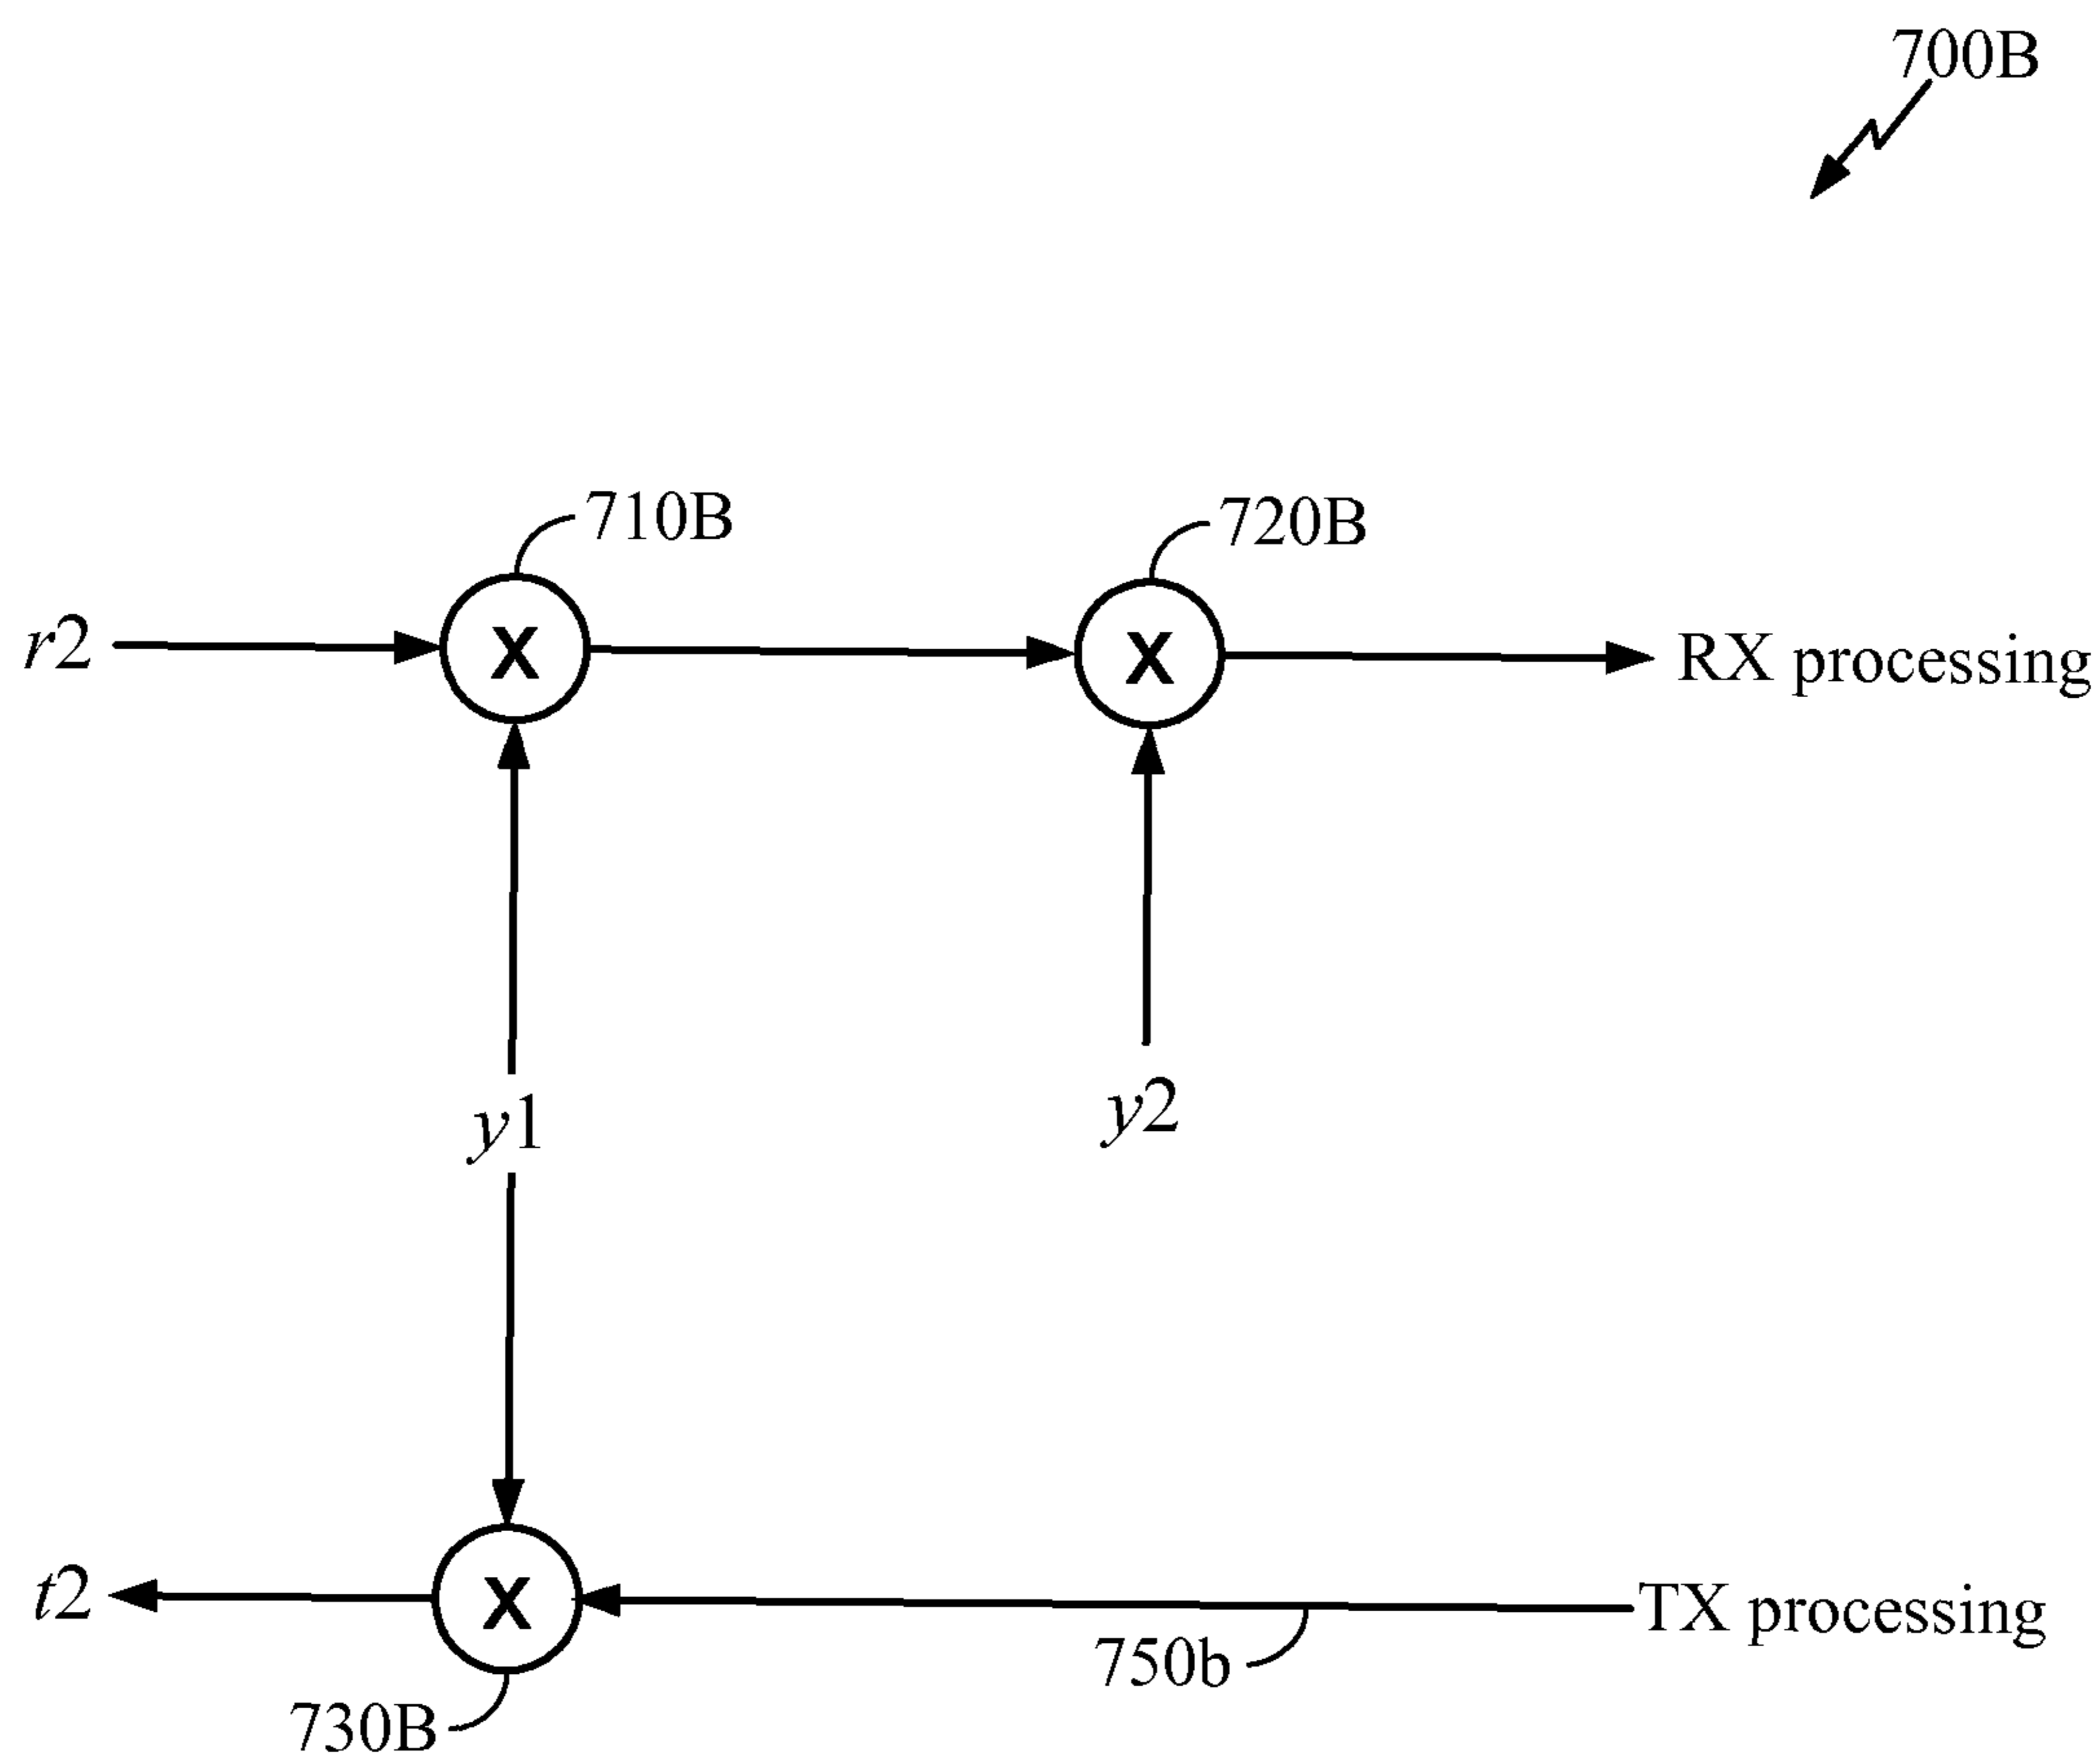 700B
710B
720B
r2
X
X
RX processing
y1
y2
t2
X
TX processing
750b
730B